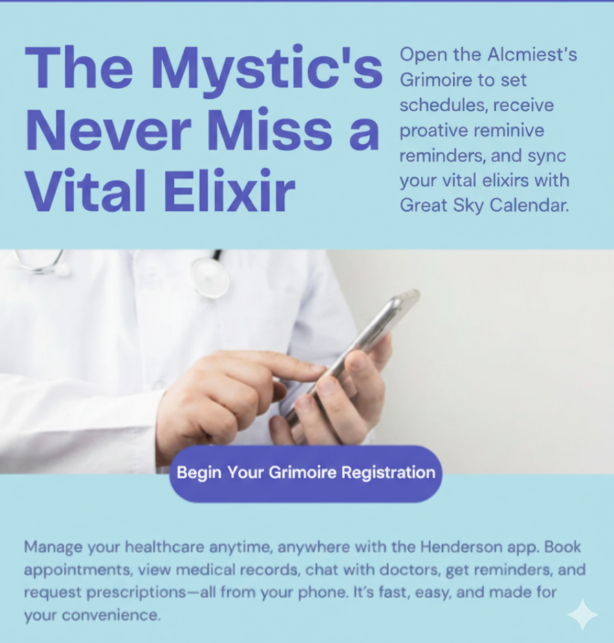 The Mystic's
Never Miss a
Vital Elixir
Open the Alcmiest's
Grimoire to set
schedules, receive
proative reminive
reminders, and sync
your vital elixirs with
Great Sky Calendar.
Begin Your Grimoire Registration
Manage your healthcare anytime, anywhere with the Henderson app. Book
appointments, view medical records, chat with doctors, get reminders, and
request prescriptions—all from your phone. It's fast, easy, and made for
your convenience.